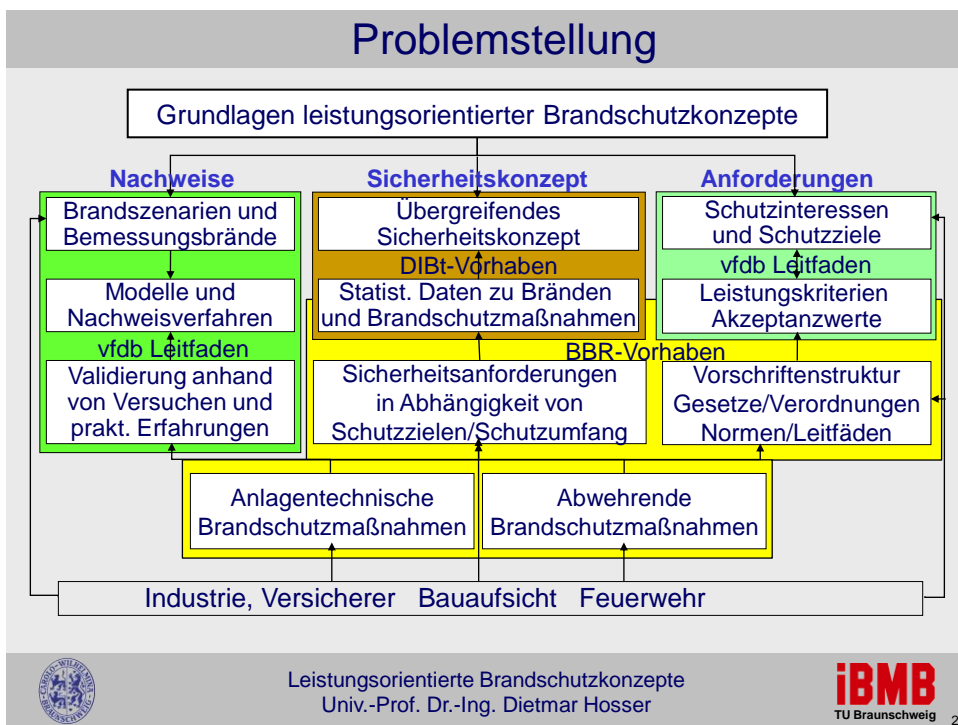 Problemstellung
Grundlagen leistungsorientierter Brandschutzkonzepte
Nachweise
Brandszenarien und
Bemessungsbrände
Modelle und
Nachweisverfahren
vfdb Leitfaden
Validierung anhand
von Versuchen und
prakt. Erfahrungen
Sicherheitskonzept
Übergreifendes
Sicherheitskonzept
DIBt-Vorhaben
Statist. Daten zu Bränden
und Brandschutzmaßnahmen
BBR-Vorhaben
Sicherheitsanforderungen
in Abhängigkeit von
Schutzzielen/Schutzumfang
Anforderungen
Schutzinteressen
und Schutzziele
vfdb Leitfaden
Leistungskriterien
Akzeptanzwerte
Vorschriftenstruktur
Gesetze/Verordnungen
Normen/Leitfäden
Anlagentechnische
Brandschutzmaßnahmen
Abwehrende
Brandschutzmaßnahmen
Industrie, Versicherer Bauaufsicht Feuerwehr
CAROLO-WILHELMINA
BRAUNSCHWEIG
Leistungsorientierte Brandschutzkonzepte
Univ.-Prof. Dr.-Ing. Dietmar Hosser
iBMB
TU Braunschweig
2